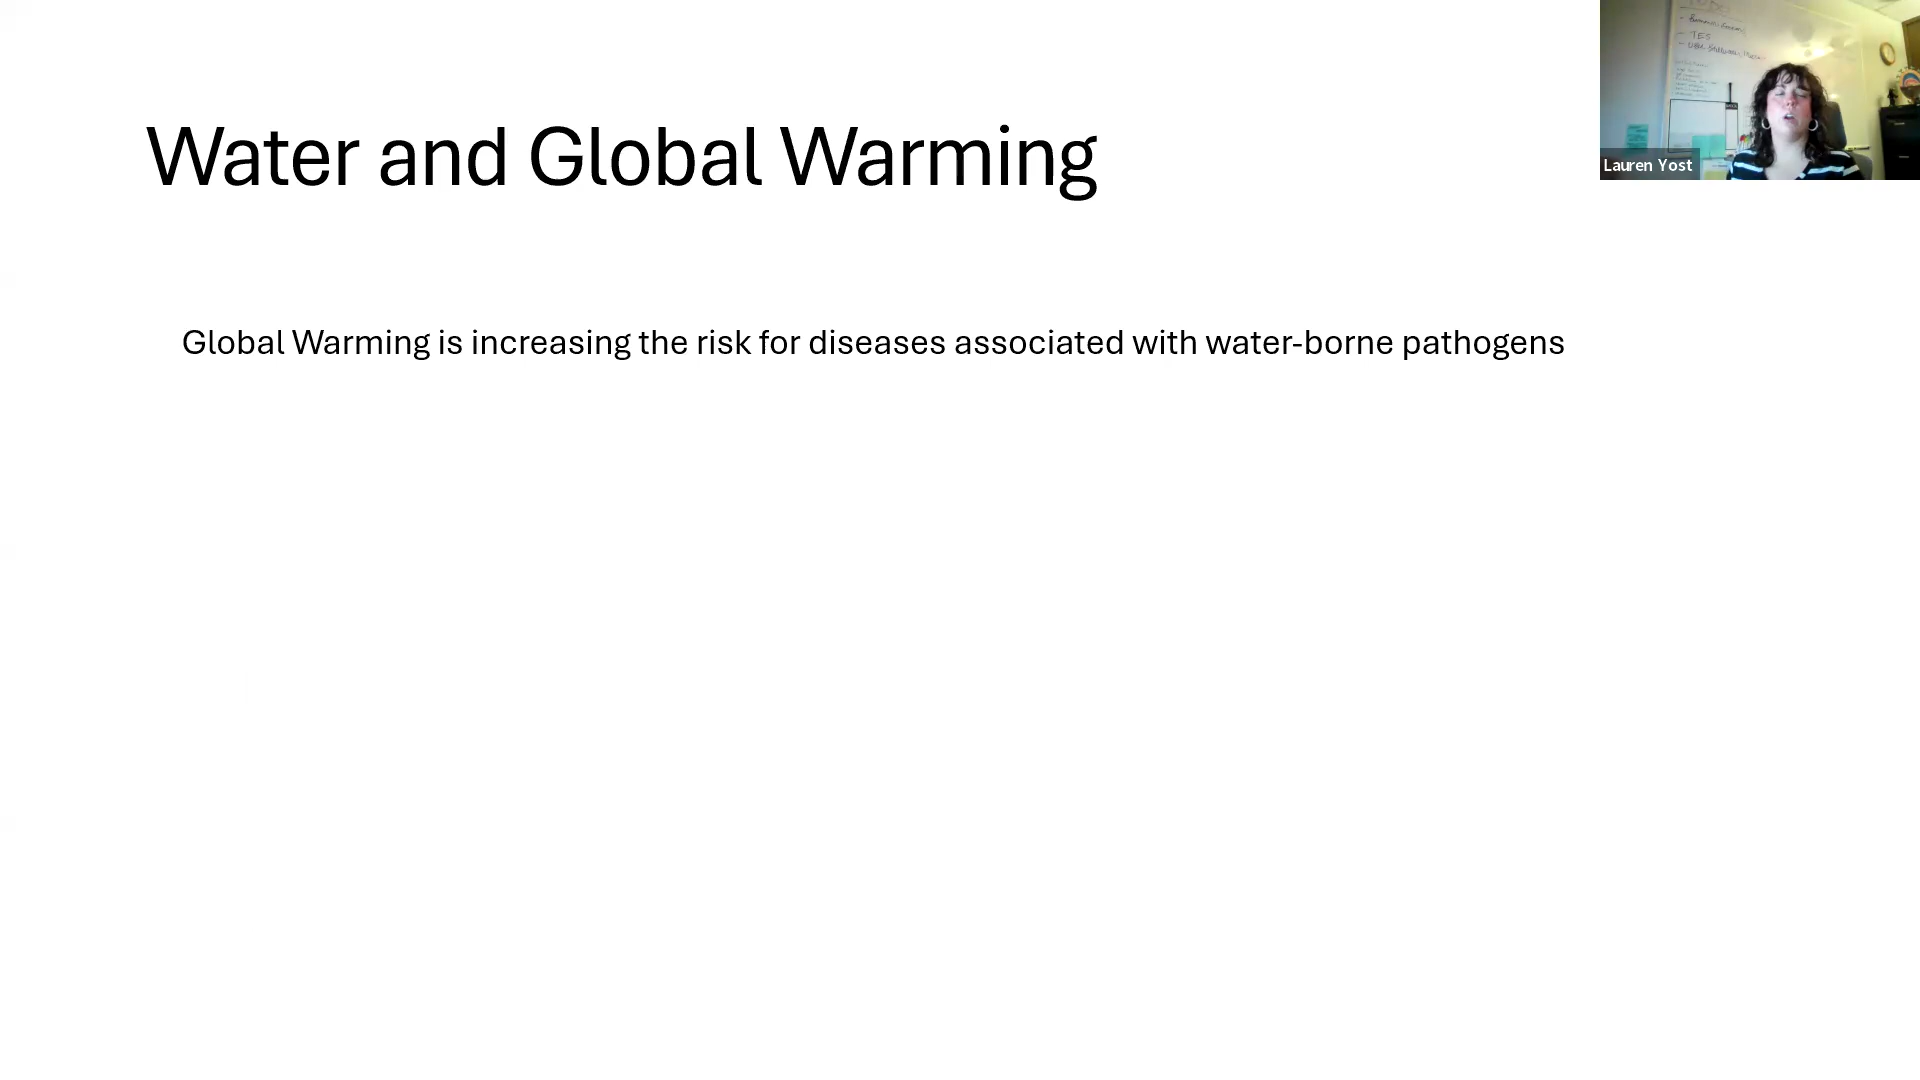 Water and Global Warming
Global Warming is increasing the risk for diseases associated with water-borne pathogens
- TES
Lauren Yost